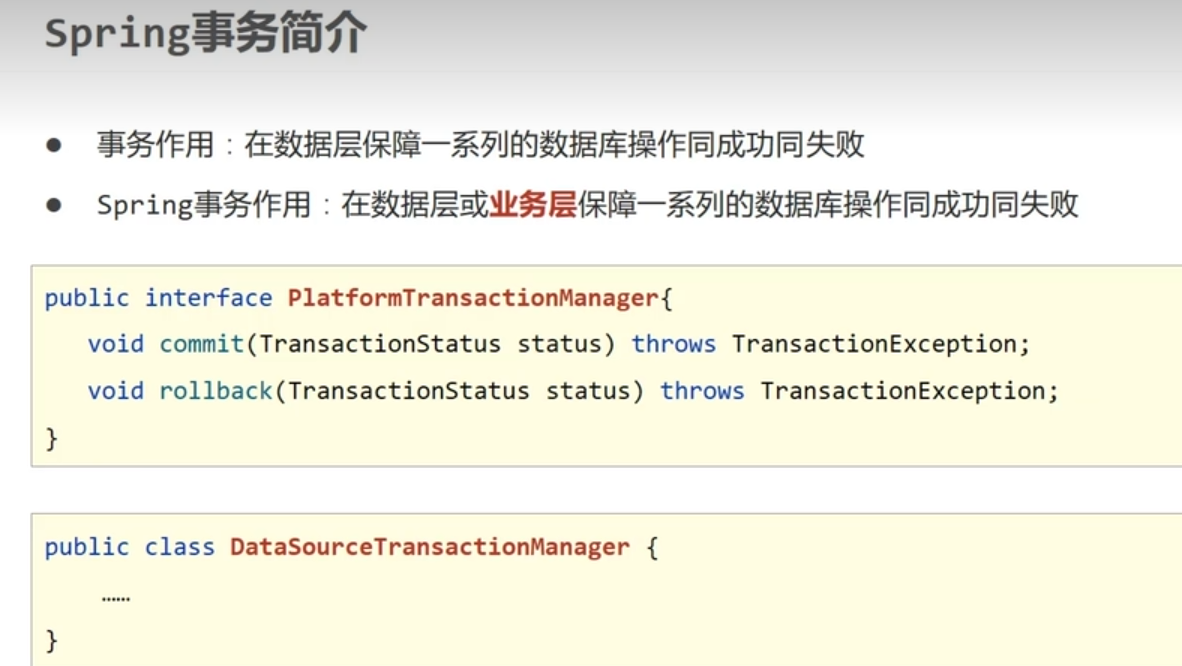 Spring事务简介
● 事务作用：在数据层保障一系列的数据库操作同成功同失败
● Spring事务作用：在数据层或业务层保障一系列的数据库操作同成功同失败
public interface PlatformTransactionManager{
void commit(TransactionStatus status) throws TransactionException;
void rollback(TransactionStatus status) throws TransactionException;
}
public class DataSourceTransactionManager {
……
}